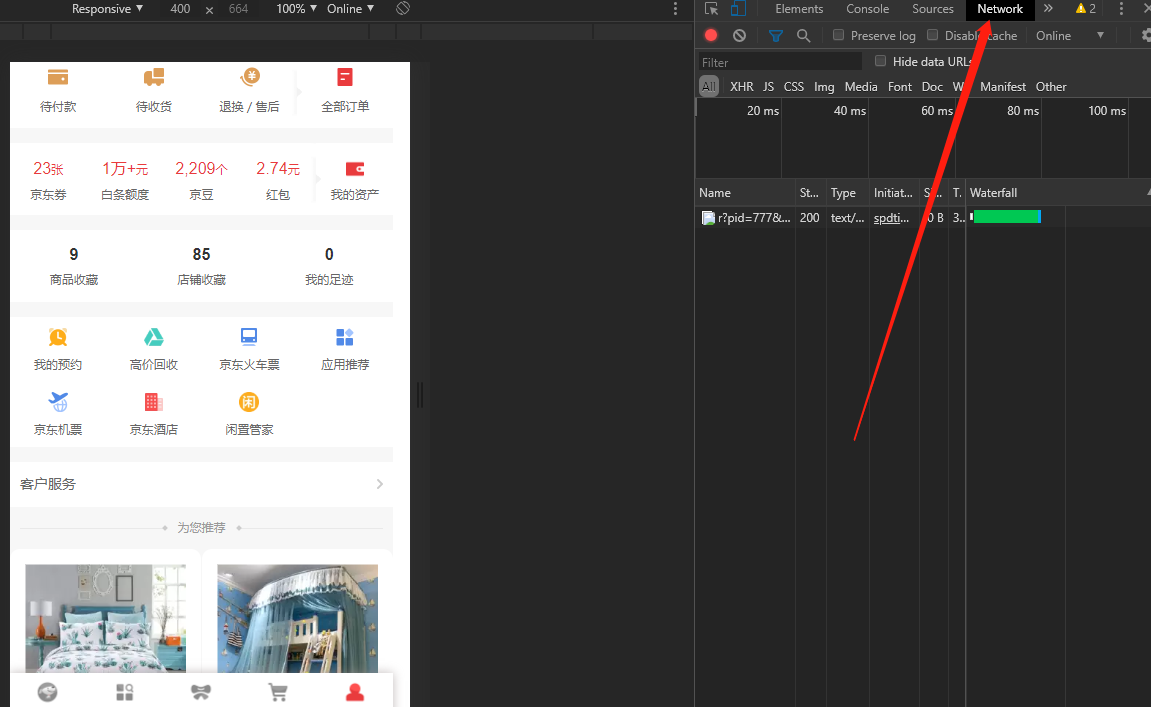 Responsive ▼ 400 × 664 100% ▼ Online ▼
Elements Console Sources Network » 2
Preserve log Disable cache Online ▼
Filter Hide data URLs
All XHR JS CSS Img Media Font Doc Manifest Other
20 ms 40 ms 60 ms 80 ms 100 ms
Name St... Type Initiat... T. Waterfall
r?pid=777&... 200 text/... spdti... 0 B 3..
待付款 待收货 退换 / 售后 全部订单
23张 1万+元 2,209个 2.74元
京东券 白条额度 京豆 红包 我的资产
9 85 0
商品收藏 店铺收藏 我的足迹
我的预约 高价回收 京东火车票 应用推荐
闲
京东机票 京东酒店 闲置管家
客户服务
为您推荐